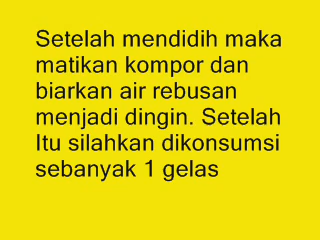 Setelah mendidih maka
matikan kompor dan
biarkan air rebusan
menjadi dingin. Setelah
Itu silahkan dikonsumsi
sebanyak 1 gelas